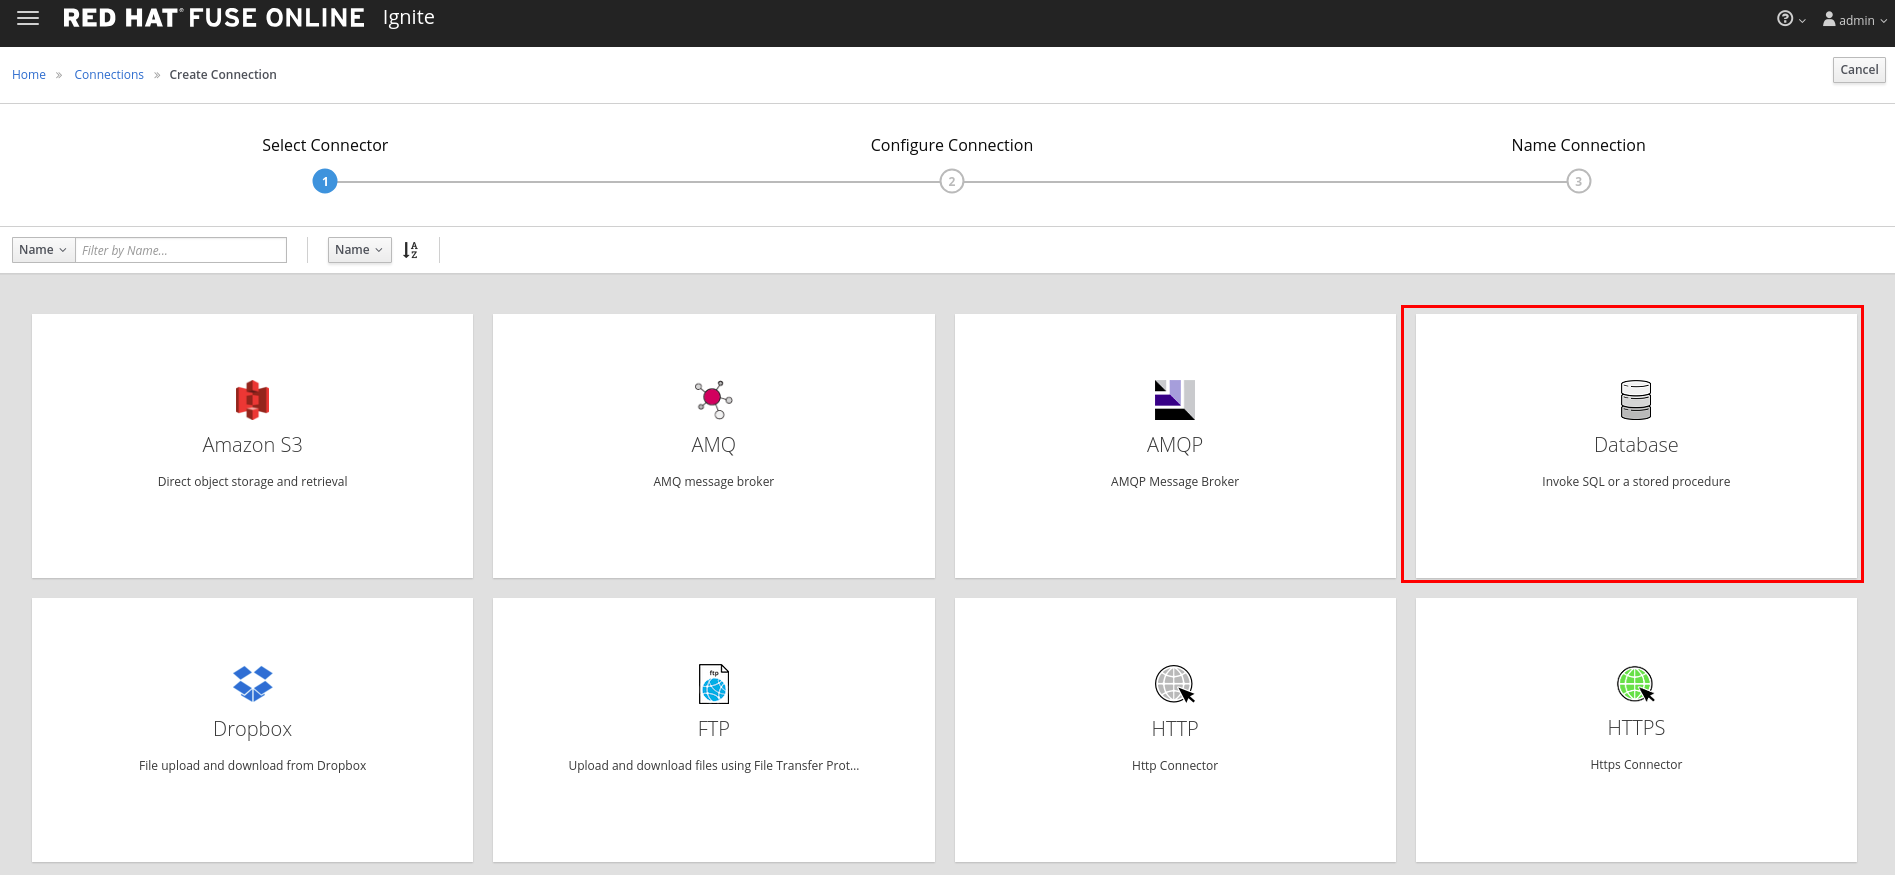 RED HAT® FUSE ONLINE Ignite
admin
Home » Connections » Create Connection
Cancel
Select Connector
Configure Connection
Name Connection
1
2
3
Name
Filter by Name...
Name
A
Z
Amazon S3
Direct object storage and retrieval
AMQ
AMQ message broker
AMQP
AMQP Message Broker
Database
Invoke SQL or a stored procedure
Dropbox
File upload and download from Dropbox
ftp
FTP
Upload and download files using File Transfer Prot...
HTTP
Http Connector
HTTPS
Https Connector